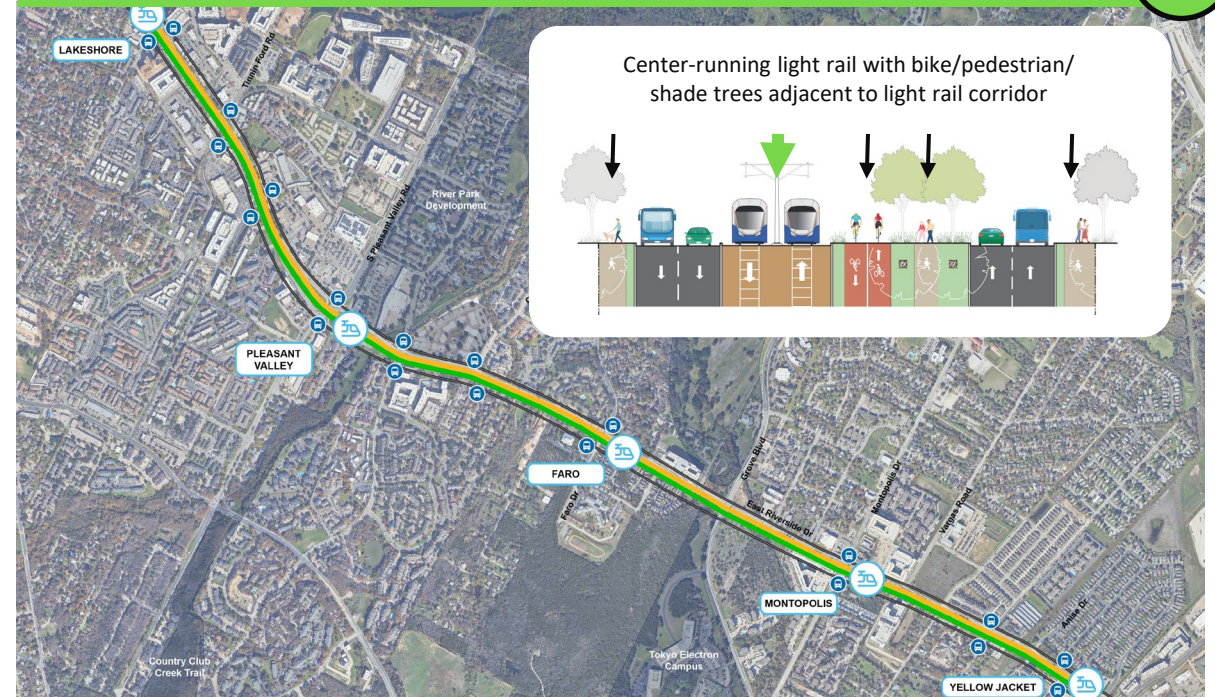 Center-running light rail with bike/pedestrian/
shade trees adjacent to light rail corridor
LAKESHORE
Tinnin Ford Rd
River Park
Development
S Pleasant Valley Rd
PLEASANT
VALLEY
FARO
Faro Dr
Grove Blvd
East Riverside Dr
Montopolis Dr
Vargas Road
MONTOPOLIS
Anise Dr
Country Club
Creek Trail
Tokyo Electron
Campus
YELLOW JACKET